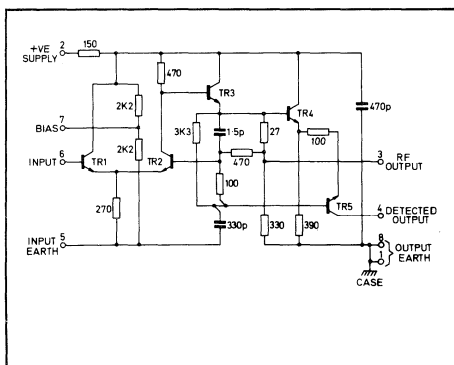 +VE
SUPPLY
2
150
470
TR3
2K2
TR4
470p
3K3
1·5p
27
100
BIAS
7
2K2
470
3
RF
OUTPUT
INPUT
6
TR1
TR2
100
4
DETECTED
OUTPUT
TR5
270
330p
330
390
INPUT
EARTH
5
8
1
OUTPUT
EARTH
CASE